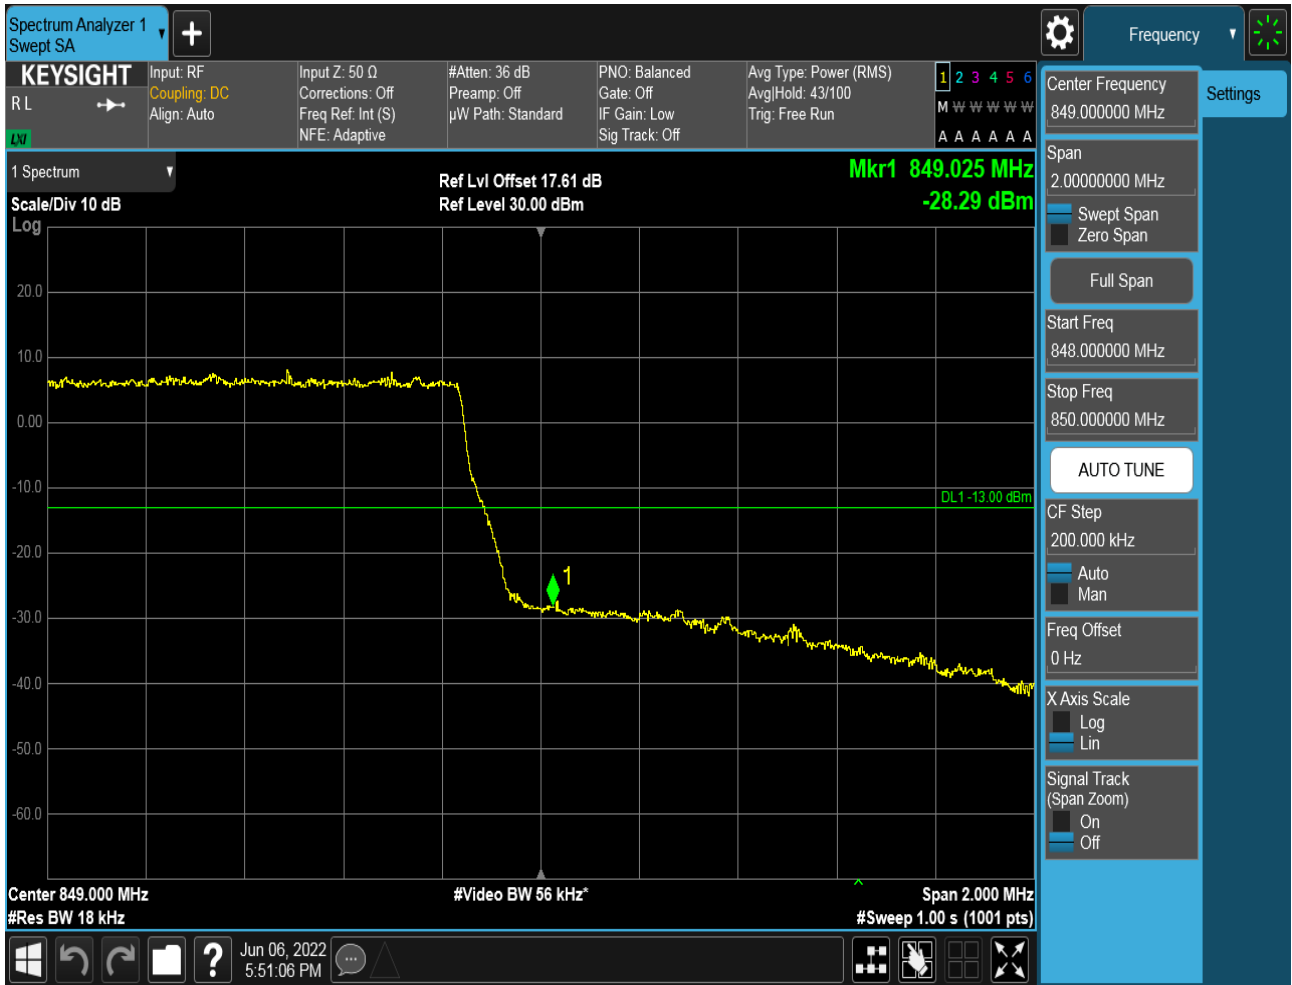 Spectrum Analyzer 1
Swept SA
Frequency
KEYSIGHT
R L
LXI
Input: RF
Coupling: DC
Align: Auto
Input Z: 50 Ω
Corrections: Off
Freq Ref: Int (S)
NFE: Adaptive
#Atten: 36 dB
Preamp: Off
µW Path: Standard
PNO: Balanced
Gate: Off
IF Gain: Low
Sig Track: Off
Avg Type: Power (RMS)
Avg|Hold: 43/100
Trig: Free Run
1 2 3 4 5 6
M W W W W W
A A A A A A
1 Spectrum
Scale/Div 10 dB
Log
Ref Lvl Offset 17.61 dB
Ref Level 30.00 dBm
Mkr1 849.025 MHz
-28.29 dBm
20.0
10.0
0.00
-10.0
-20.0
-30.0
-40.0
-50.0
-60.0
DL1 -13.00 dBm
1
Center 849.000 MHz
#Res BW 18 kHz
#Video BW 56 kHz*
Span 2.000 MHz
#Sweep 1.00 s (1001 pts)
Jun 06, 2022
5:51:06 PM
Center Frequency
849.000000 MHz
Settings
Span
2.00000000 MHz
Swept Span
Zero Span
Full Span
Start Freq
848.000000 MHz
Stop Freq
850.000000 MHz
AUTO TUNE
CF Step
200.000 kHz
Auto
Man
Freq Offset
0 Hz
X Axis Scale
Log
Lin
Signal Track
(Span Zoom)
On
Off